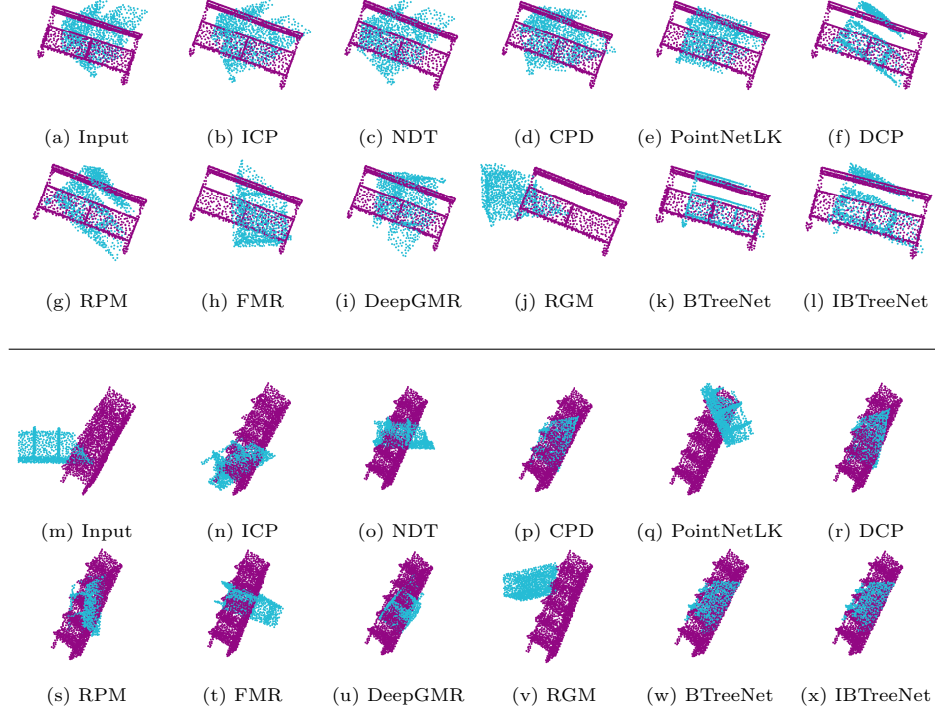 (a) Input (b) ICP (c) NDT (d) CPD (e) PointNetLK (f) DCP
(g) RPM (h) FMR (i) DeepGMR (j) RGM (k) BTreeNet (l) IBTreeNet
(m) Input (n) ICP (o) NDT (p) CPD (q) PointNetLK (r) DCP
(s) RPM (t) FMR (u) DeepGMR (v) RGM (w) BTreeNet (x) IBTreeNet